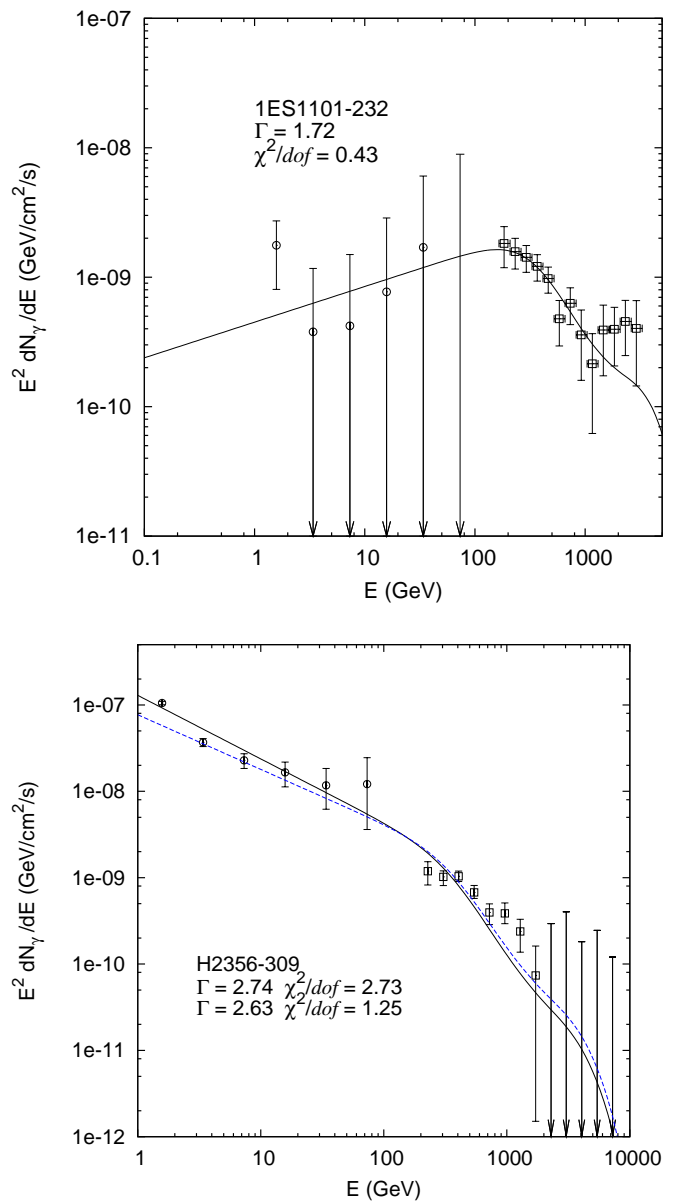 1e-07
1e-08
1e-09
1e-10
1e-11
E² dNγ/dE (GeV/cm²/s)
1ES1101-232
Γ = 1.72
χ²/dof = 0.43
0.1 1 10 100 1000
E (GeV)
1e-07
1e-08
1e-09
1e-10
1e-11
1e-12
E² dNγ/dE (GeV/cm²/s)
H2356-309
Γ = 2.74 χ²/dof = 2.73
Γ = 2.63 χ²/dof = 1.25
1 10 100 1000 10000
E (GeV)